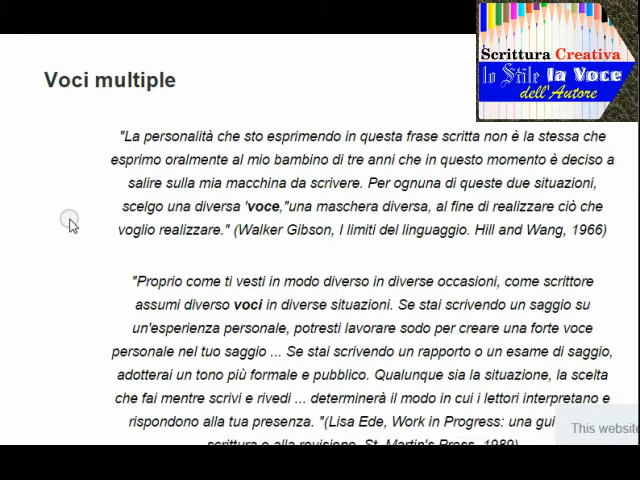 Scrittura Creativa
lo Stile la Voce
dell'Autore
Voci multiple
"La personalità che sto esprimendo in questa frase scritta non è la stessa che
esprimo oralmente al mio bambino di tre anni che in questo momento è deciso a
salire sulla mia macchina da scrivere. Per ognuna di queste due situazioni,
scelgo una diversa 'voce,"una maschera diversa, al fine di realizzare ciò che
voglio realizzare." (Walker Gibson, I limiti del linguaggio. Hill and Wang, 1966)
"Proprio come ti vesti in modo diverso in diverse occasioni, come scrittore
assumi diverso voci in diverse situazioni. Se stai scrivendo un saggio su
un'esperienza personale, potresti lavorare sodo per creare una forte voce
personale nel tuo saggio ... Se stai scrivendo un rapporto o un esame di saggio,
adotterai un tono più formale e pubblico. Qualunque sia la situazione, la scelta
che fai mentre scrivi e rivedi ... determinerà il modo in cui i lettori interpretano e
rispondono alla tua presenza. "(Lisa Ede, Work in Progress: una gui
scrittura e alla revisione. St. Martin's Press, 1989)
This website